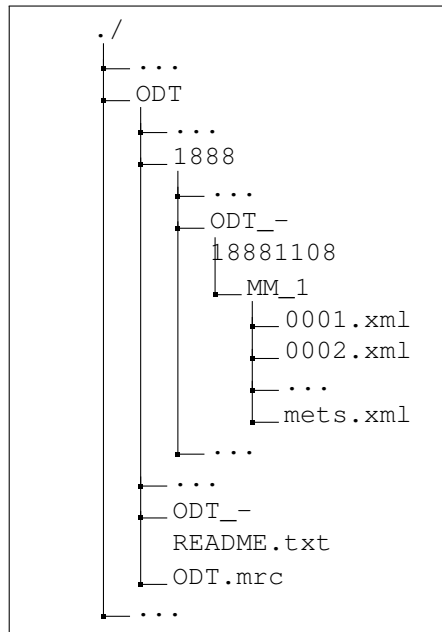 ./
...
ODT
...
1888
...
ODT_-
18881108
MM_1
0001.xml
0002.xml
...
mets.xml
...
...
ODT_-
README.txt
ODT.mrc
...